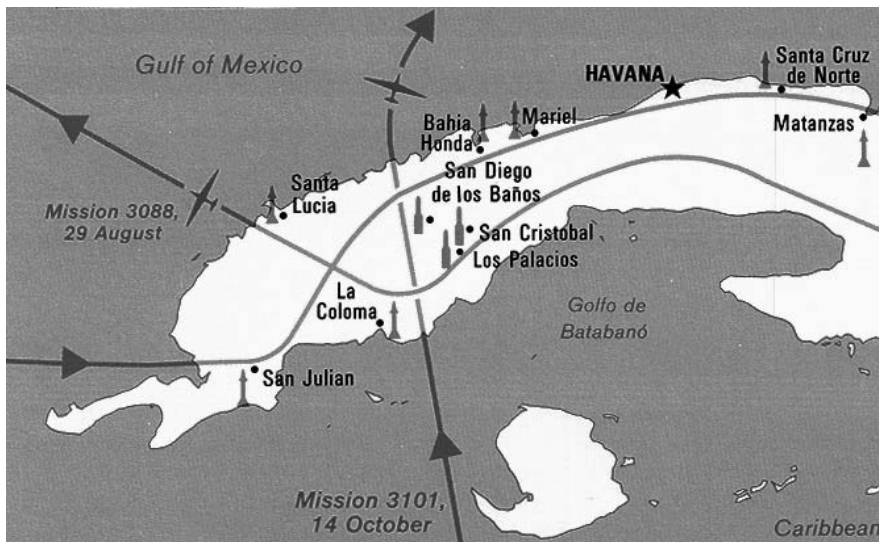 Gulf of Mexico
HAVANA
Santa Cruz
de Norte
Bahia
Honda
Mariel
Matanzas
San Diego
de los Baños
Santa
Lucia
Mission 3088,
29 August
San Cristobal
Los Palacios
La
Coloma
Golfo de
Batabanó
San Julian
Mission 3101,
14 October
Caribbean